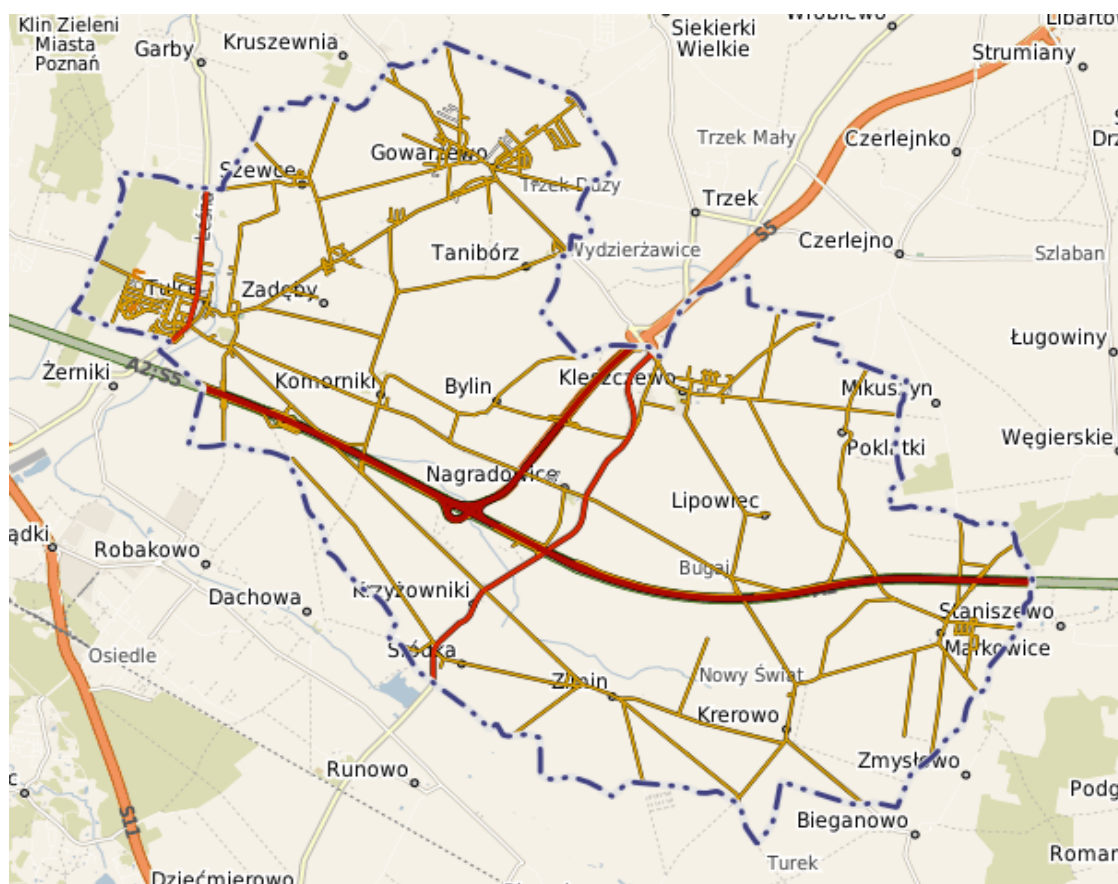 Klin Zieleni
Miasta
Poznań
Garby
Kruszewnia
Siekierki
Wielkie
Strumiany
Trzek Mały
Czerlejnko
Gowarzewo
Szewce
Trzek Duży
Trzek
Leśna
S5
Wydzierżawice
Czerlejno
Szlaban
Tanibórz
Tulce
Zadęby
Ługowiny
A2;S5
Żerniki
Komorniki
Bylin
Kleszczewo
Mikuszyn
Węgierskie
Poklatki
Nagradowice
Lipowiec
Robakowo
Bugaj
Krzyżowniki
Dachowa
Staniszewo
Markowice
Osiedle
Śródka
Zimin
Nowy Świat
Krerowo
Runowo
Zmysłowo
S11
Bieganowo
Turek
Dziećmierowo